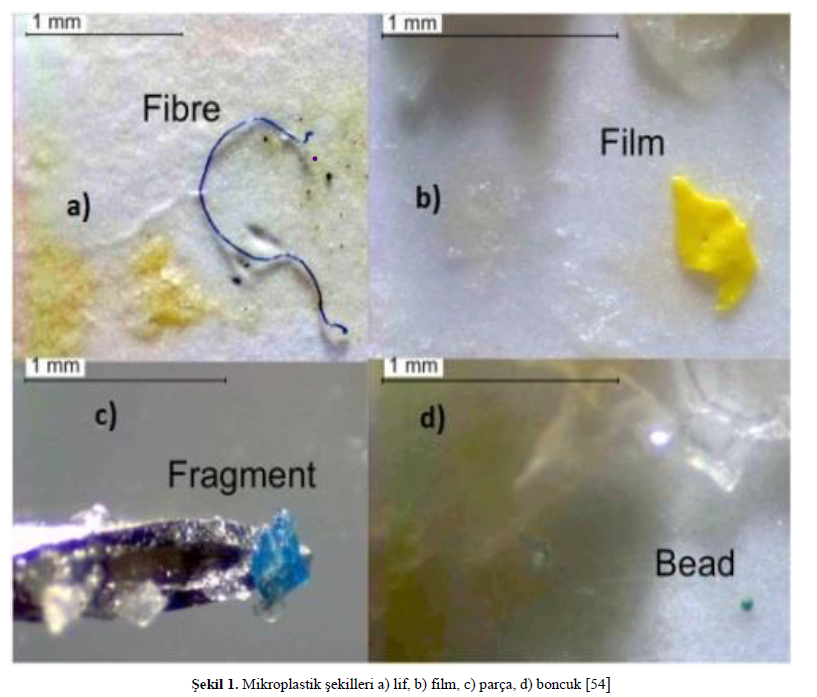 1 mm
1 mm
Fibre
Film
a)
b)
1 mm
1 mm
c)
d)
Fragment
Bead
Şekil 1. Mikroplastik şekilleri a) lif, b) film, c) parça, d) boncuk [54]